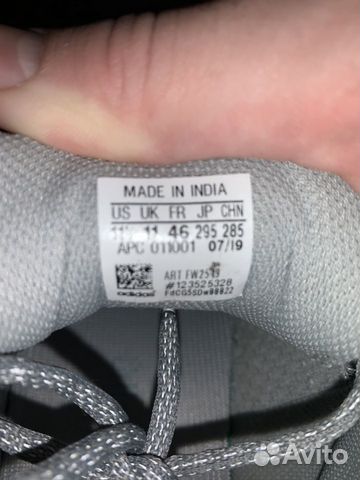 MADE IN INDIA
US UK FR JP CHN
11½ 11 46 295 285
APC 011001 07/19
ART FW2519
#123525328
adidas
Avito